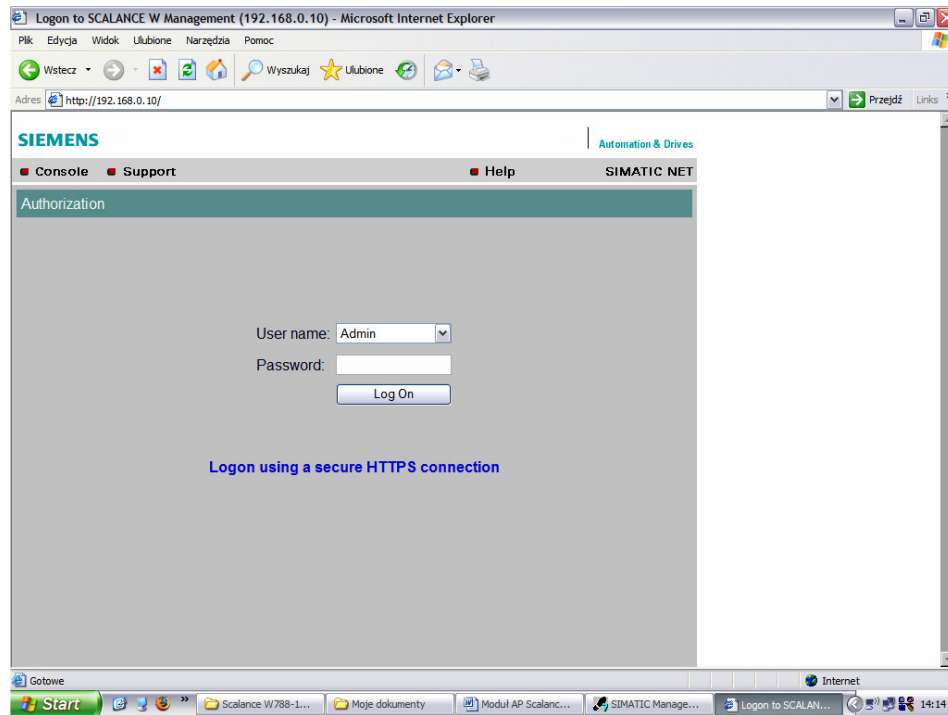 Logon to SCALANCE W Management (192.168.0.10) - Microsoft Internet Explorer
Plik Edycja Widok Ulubione Narzędzia Pomoc
Wstecz Wyszukaj Ulubione
Adres http://192.168.0.10/ Przejdź Links
SIEMENS Automation & Drives
Console Support Help SIMATIC NET
Authorization
User name: Admin
Password:
Log On
Logon using a secure HTTPS connection
Gotowe Internet
Start Scalance W788-1... Moje dokumenty Moduł AP Scalanc... SIMATIC Manage... Logon to SCALAN... 14:14